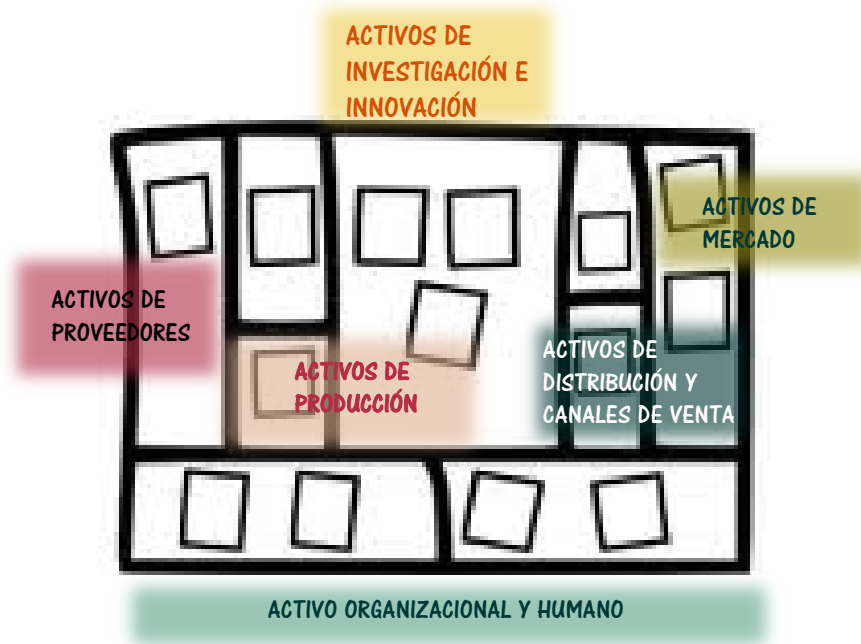 ACTIVOS DE
INVESTIGACIÓN E
INNOVACIÓN
ACTIVOS DE
MERCADO
ACTIVOS DE
PROVEEDORES
ACTIVOS DE
PRODUCCIÓN
ACTIVOS DE
DISTRIBUCIÓN Y
CANALES DE VENTA
ACTIVO ORGANIZACIONAL Y HUMANO